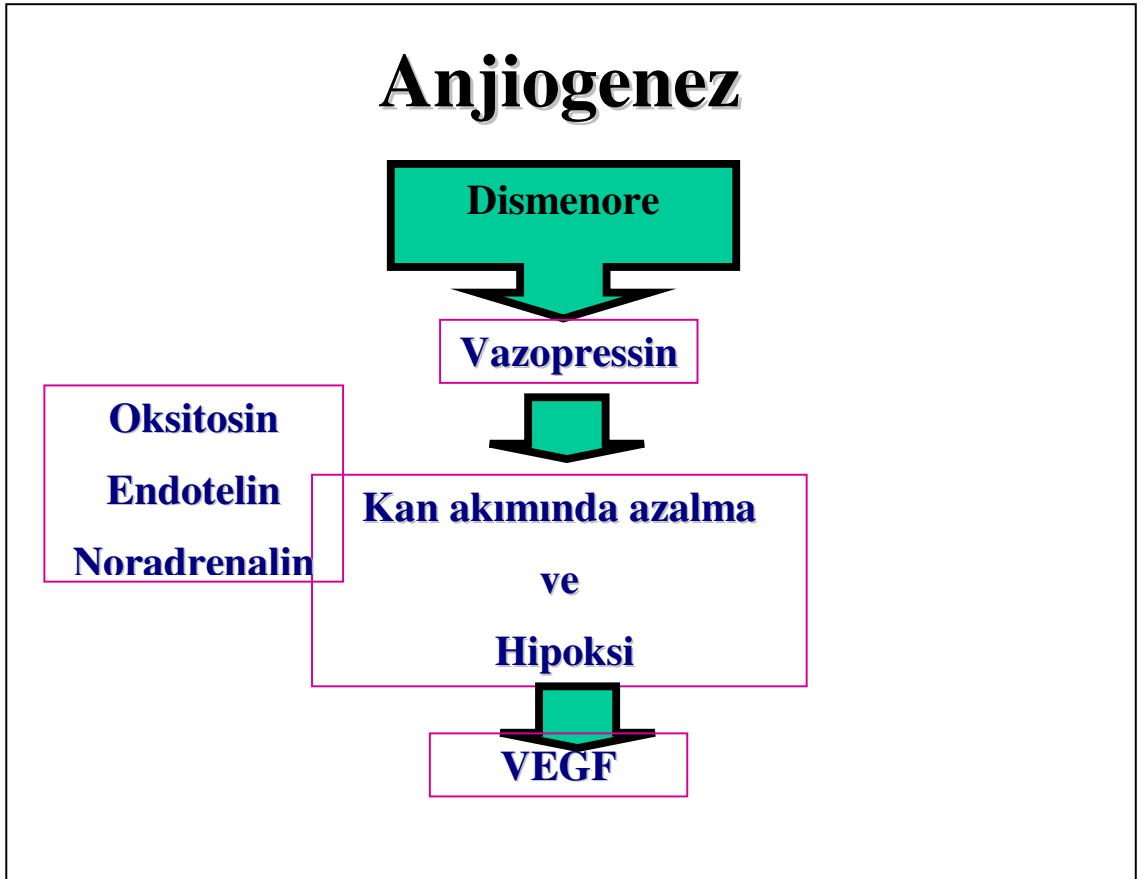 Anjiogenez
Dismenore
Vazopressin
Oksitosin
Endotelin
Noradrenalin
Kan akımında azalma
ve
Hipoksi
VEGF